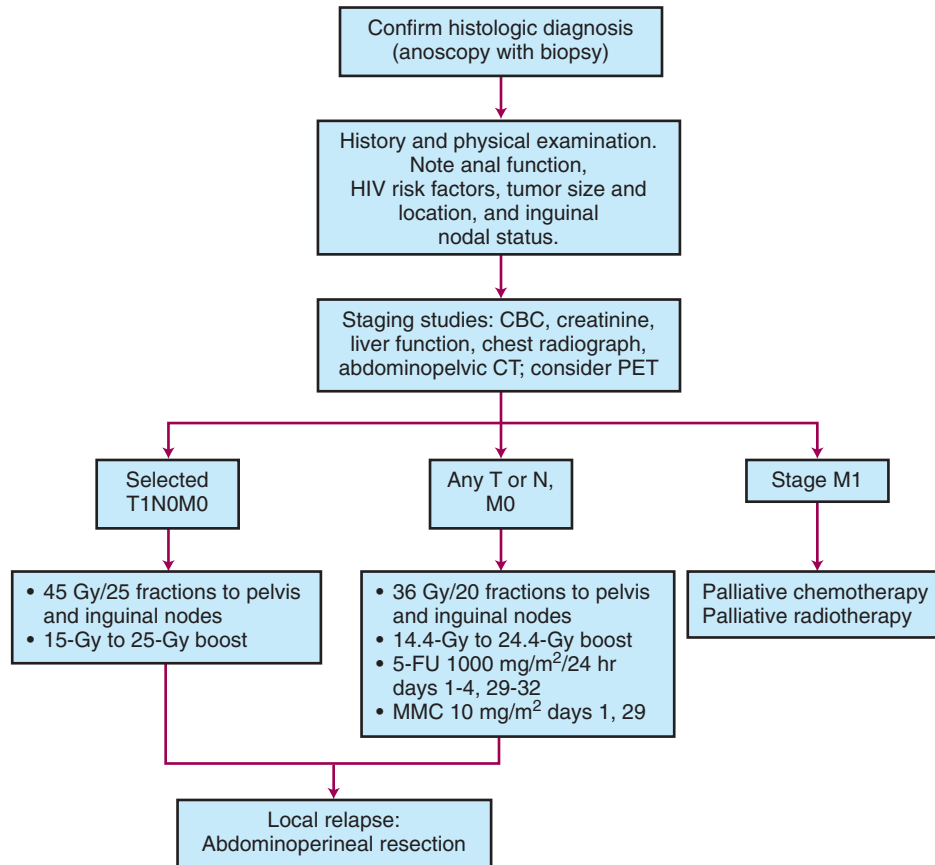 Confirm histologic diagnosis
(anoscopy with biopsy)
History and physical examination.
Note anal function,
HIV risk factors, tumor size and
location, and inguinal
nodal status.
Staging studies: CBC, creatinine,
liver function, chest radiograph,
abdominopelvic CT; consider PET
Selected
T1N0M0
Any T or N,
M0
Stage M1
• 45 Gy/25 fractions to pelvis
and inguinal nodes
• 15-Gy to 25-Gy boost
• 36 Gy/20 fractions to pelvis
and inguinal nodes
• 14.4-Gy to 24.4-Gy boost
• 5-FU 1000 mg/m²/24 hr
days 1-4, 29-32
• MMC 10 mg/m² days 1, 29
Palliative chemotherapy
Palliative radiotherapy
Local relapse:
Abdominoperineal resection